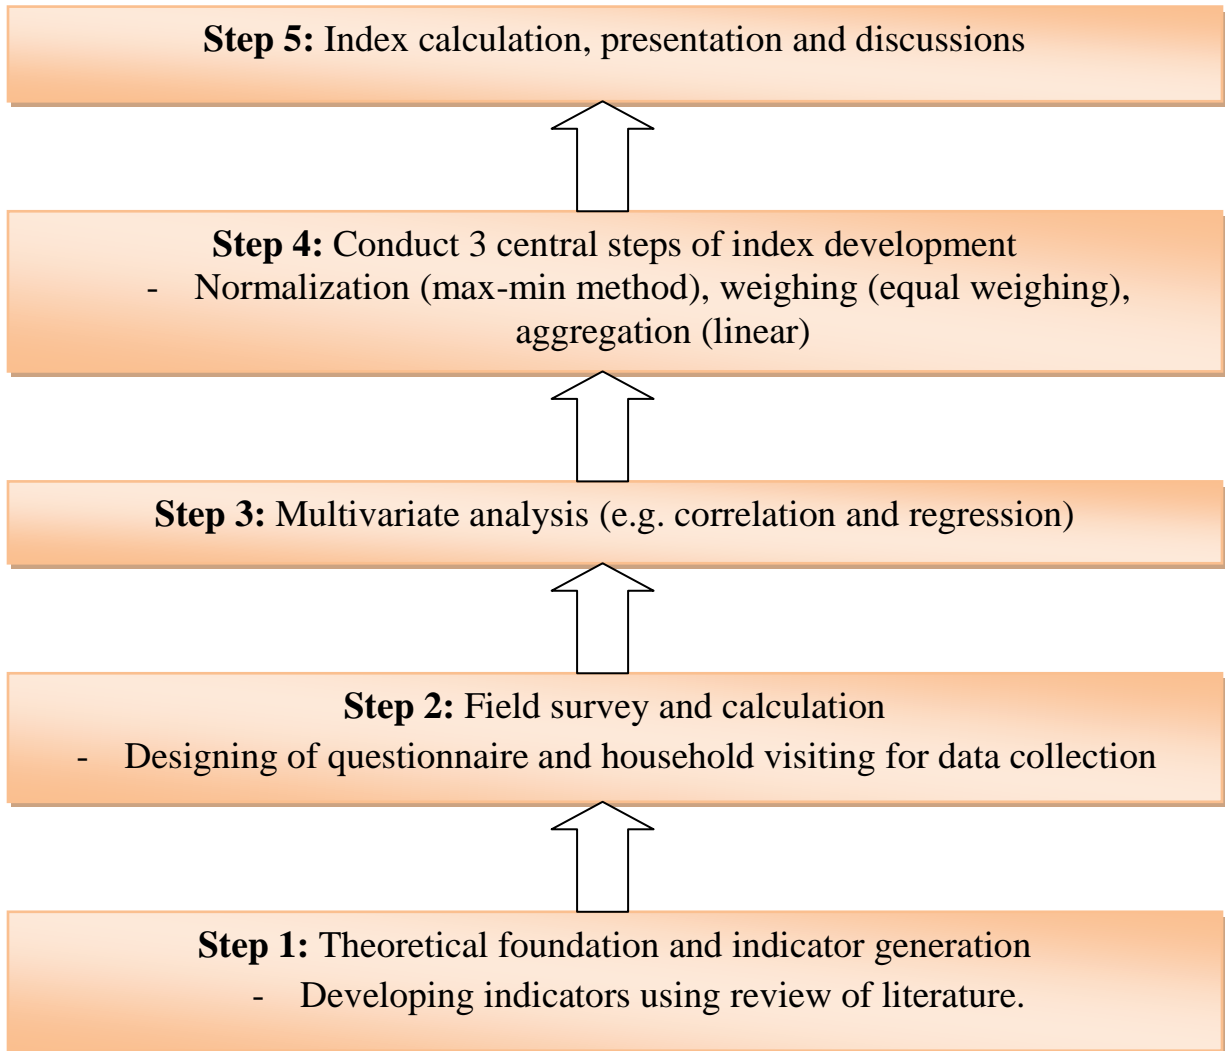 Step 5: Index calculation, presentation and discussions
Step 4: Conduct 3 central steps of index development
- Normalization (max-min method), weighing (equal weighing),
aggregation (linear)
Step 3: Multivariate analysis (e.g. correlation and regression)
Step 2: Field survey and calculation
- Designing of questionnaire and household visiting for data collection
Step 1: Theoretical foundation and indicator generation
- Developing indicators using review of literature.